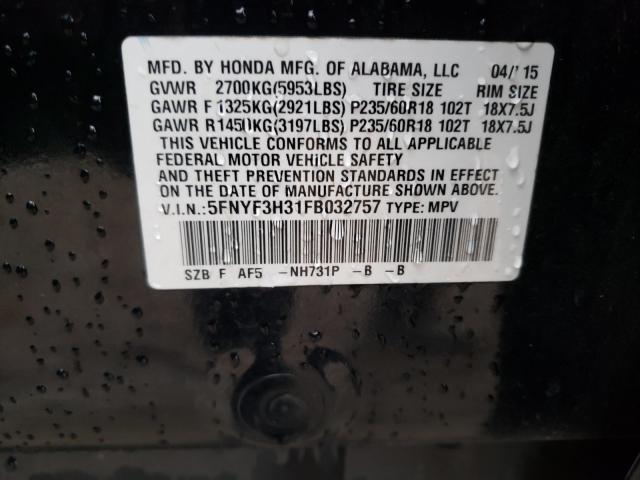 MFD. BY HONDA MFG. OF ALABAMA, LLC 04/15
GVWR 2700KG(5953LBS) TIRE SIZE RIM SIZE
GAWR F 1325KG(2921LBS) P235/60R18 102T 18X7.5J
GAWR R 1450KG(3197LBS) P235/60R18 102T 18X7.5J
THIS VEHICLE CONFORMS TO ALL APPLICABLE
FEDERAL MOTOR VEHICLE SAFETY
AND THEFT PREVENTION STANDARDS IN EFFECT
ON THE DATE OF MANUFACTURE SHOWN ABOVE.
V.I.N.:5FNYF3H31FB032757 TYPE: MPV
SZB F AF5 -NH731P -B -B